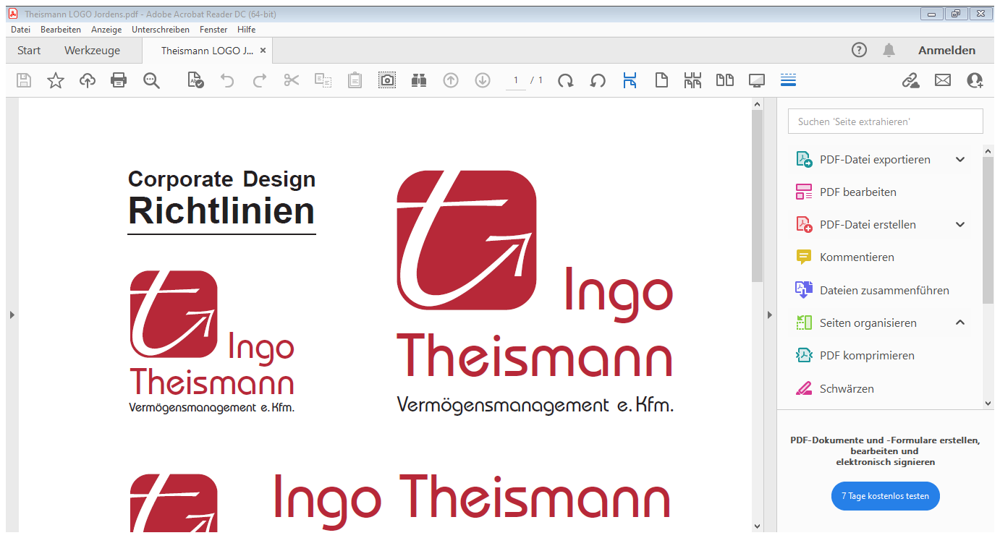 Theismann LOGO Jordens.pdf - Adobe Acrobat Reader DC (64-bit)
Datei Bearbeiten Anzeige Unterschreiben Fenster Hilfe
Start Werkzeuge Theismann LOGO J... × Anmelden
1 / 1
Corporate Design
Richtlinien
Ingo
Theismann
Vermögensmanagement e. Kfm.
Ingo
Theismann
Vermögensmanagement e. Kfm.
Ingo Theismann
Suchen 'Seite extrahieren'
PDF-Datei exportieren
PDF bearbeiten
PDF-Datei erstellen
Kommentieren
Dateien zusammenführen
Seiten organisieren
PDF komprimieren
Schwärzen
PDF-Dokumente und -Formulare erstellen,
bearbeiten und
elektronisch signieren
7 Tage kostenlos testen